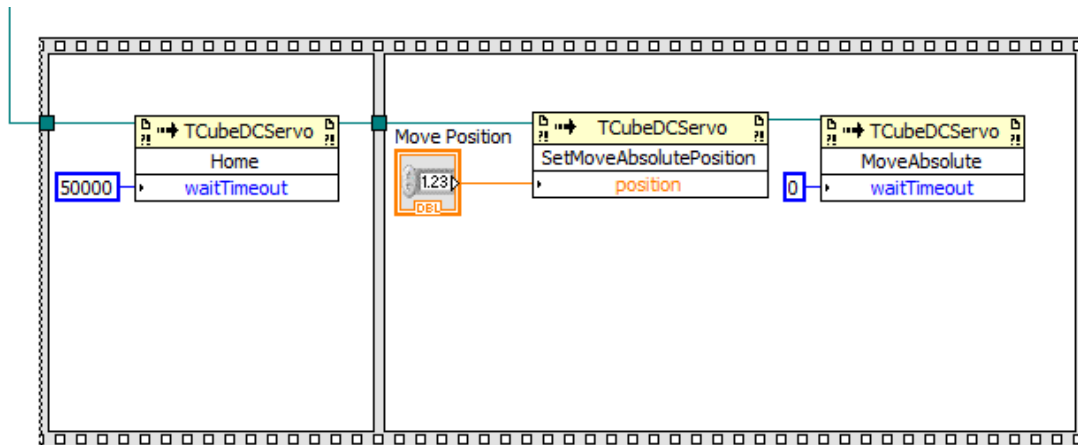 TCubeDCServo
Home
50000
waitTimeout
Move Position
1.23
DBL
TCubeDCServo
SetMoveAbsolutePosition
position
TCubeDCServo
MoveAbsolute
0
waitTimeout